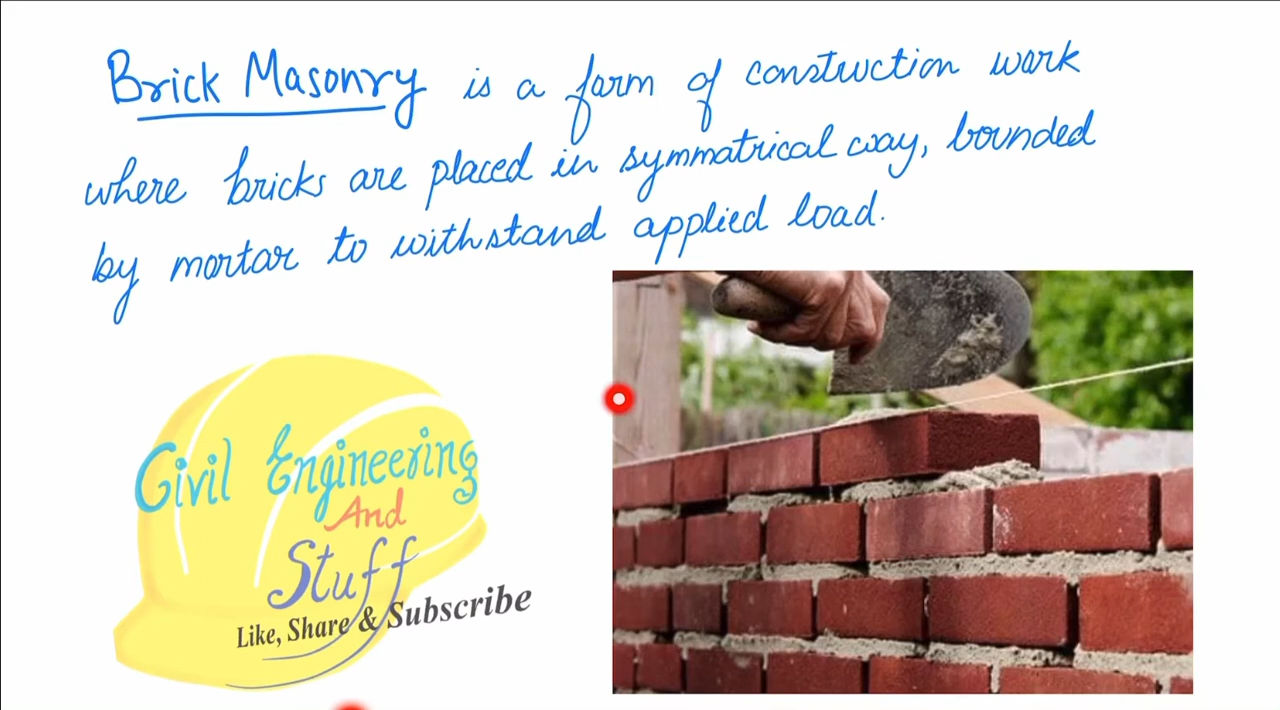 Brick Masonry is a form of construction work
where bricks are placed in symmatrical way, bounded
by mortar to withstand applied load.
Civil Engineering
And
Stuff
Like, Share & Subscribe